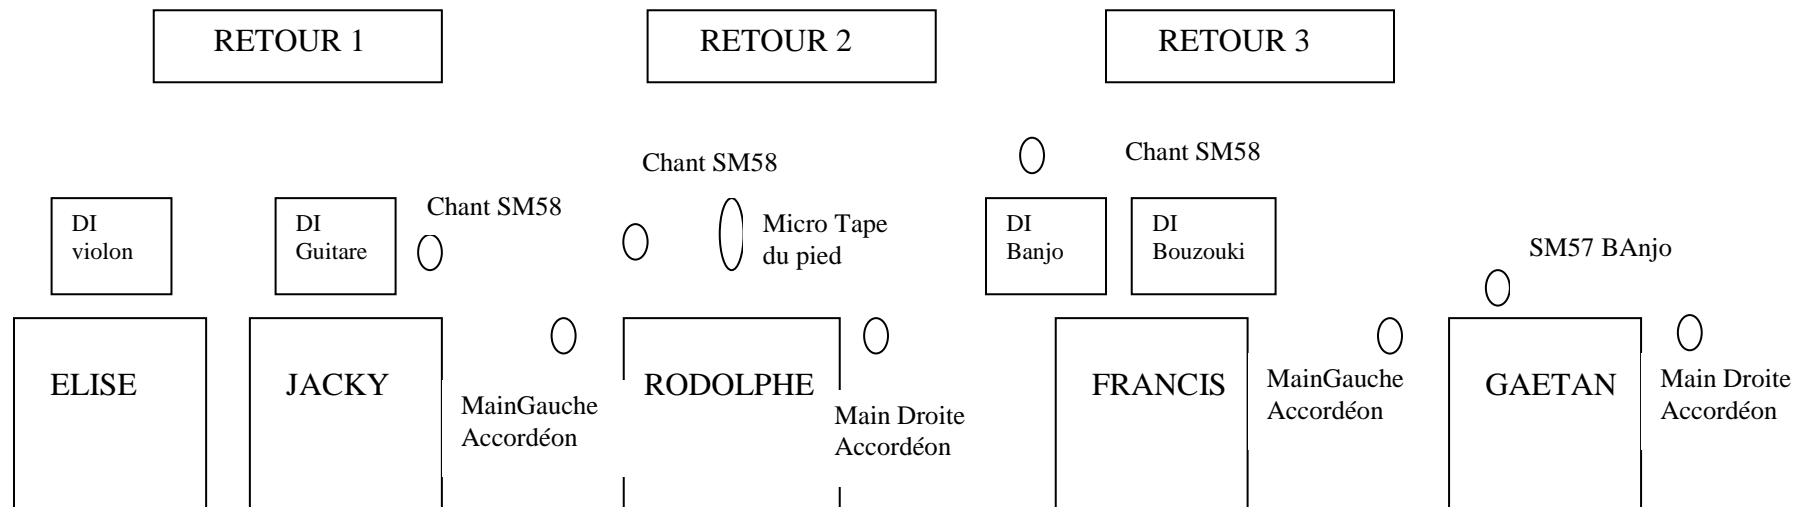 RETOUR 1
RETOUR 2
RETOUR 3
Chant SM58
Chant SM58
Chant SM58
DI
violon
DI
Guitare
Micro Tape
du pied
DI
Banjo
DI
Bouzouki
SM57 BAnjo
ELISE
JACKY
MainGauche
Accordéon
RODOLPHE
Main Droite
Accordéon
FRANCIS
MainGauche
Accordéon
GAETAN
Main Droite
Accordéon